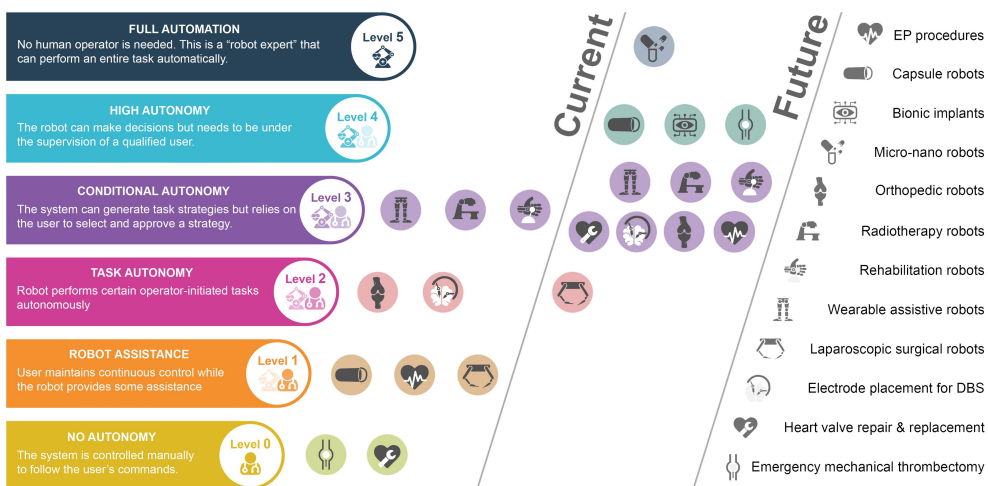 FULL AUTOMATION
No human operator is needed. This is a “robot expert” that
can perform an entire task automatically.
Level 5
HIGH AUTONOMY
The robot can make decisions but needs to be under
the supervision of a qualified user.
Level 4
CONDITIONAL AUTONOMY
The system can generate task strategies but relies on
the user to select and approve a strategy.
Level 3
TASK AUTONOMY
Robot performs certain operator-initiated tasks
autonomously
Level 2
ROBOT ASSISTANCE
User maintains continuous control while
the robot provides some assistance
Level 1
NO AUTONOMY
The system is controlled manually
to follow the user’s commands.
Level 0
Current
Future
EP procedures
Capsule robots
Bionic implants
Micro-nano robots
Orthopedic robots
Radiotherapy robots
Rehabilitation robots
Wearable assistive robots
Laparoscopic surgical robots
Electrode placement for DBS
Heart valve repair & replacement
Emergency mechanical thrombectomy